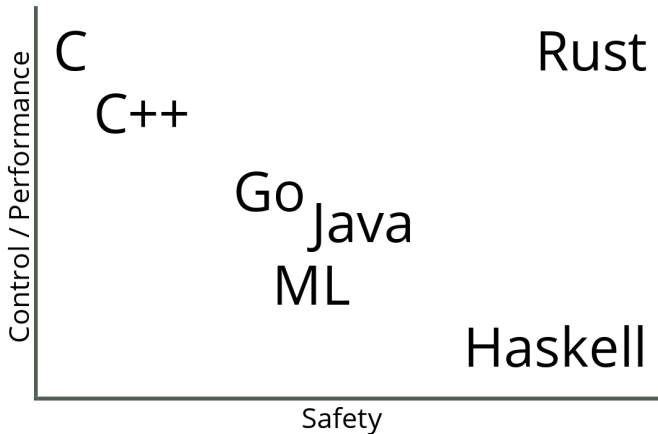 C
Rust
C++
Go
Java
ML
Haskell
Control / Performance
Safety